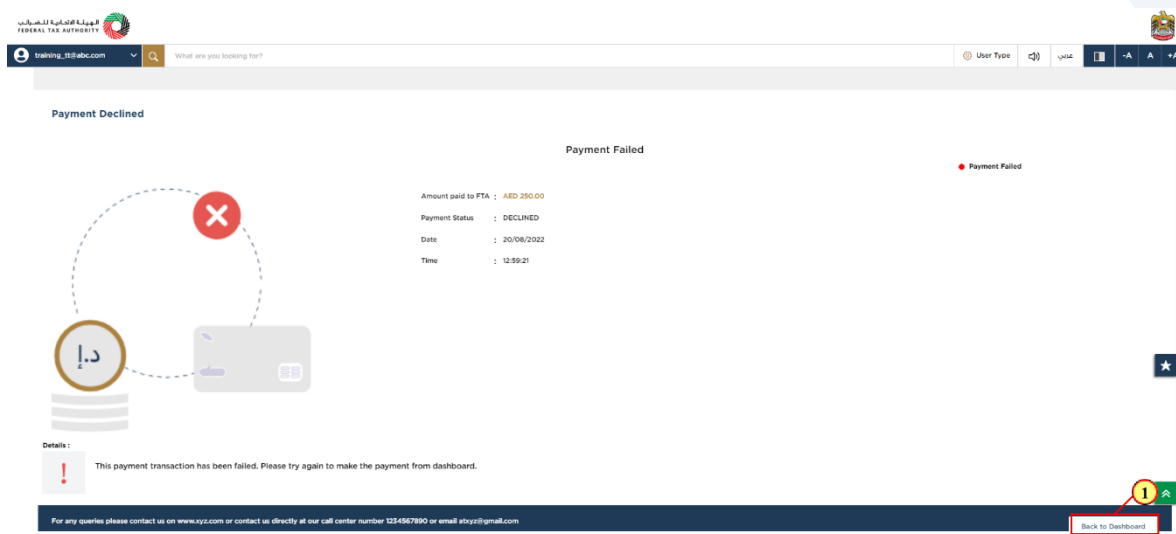 الهيئة الاتحادية للضرائب
FEDERAL TAX AUTHORITY
training_tt@abc.com
What are you looking for?
User Type
عربي
-A A +A
Payment Declined
Payment Failed
Payment Failed
Amount paid to FTA : AED 250.00
Payment Status : DECLINED
Date : 20/08/2022
Time : 12:59:21
د.إ
Details :
! This payment transaction has been failed. Please try again to make the payment from dashboard.
1
For any queries please contact us on www.xyz.com or contact us directly at our call center number 1234567890 or email atxyz@gmail.com
Back to Dashboard